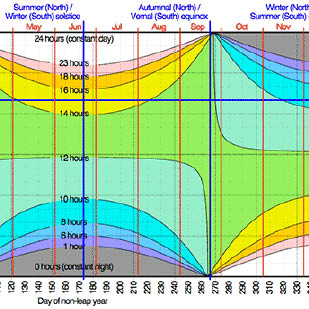 Summer (North) /
Winter (South) solstice
Autumnal (North) /
Vernal (South) equinox
Winter (Nort
Summer (South)
May Jun Jul Aug Sep Oct Nov
24 hours (constant day)
23 hours
18 hours
16 hours
14 hours
12 hours
10 hours
8 hours
6 hours
1 hour
0 hours (constant night)
120 130 140 150 160 170 180 190 200 210 220 230 240 250 260 270 280 290 300 310 320 330 34
Day of non-leap year